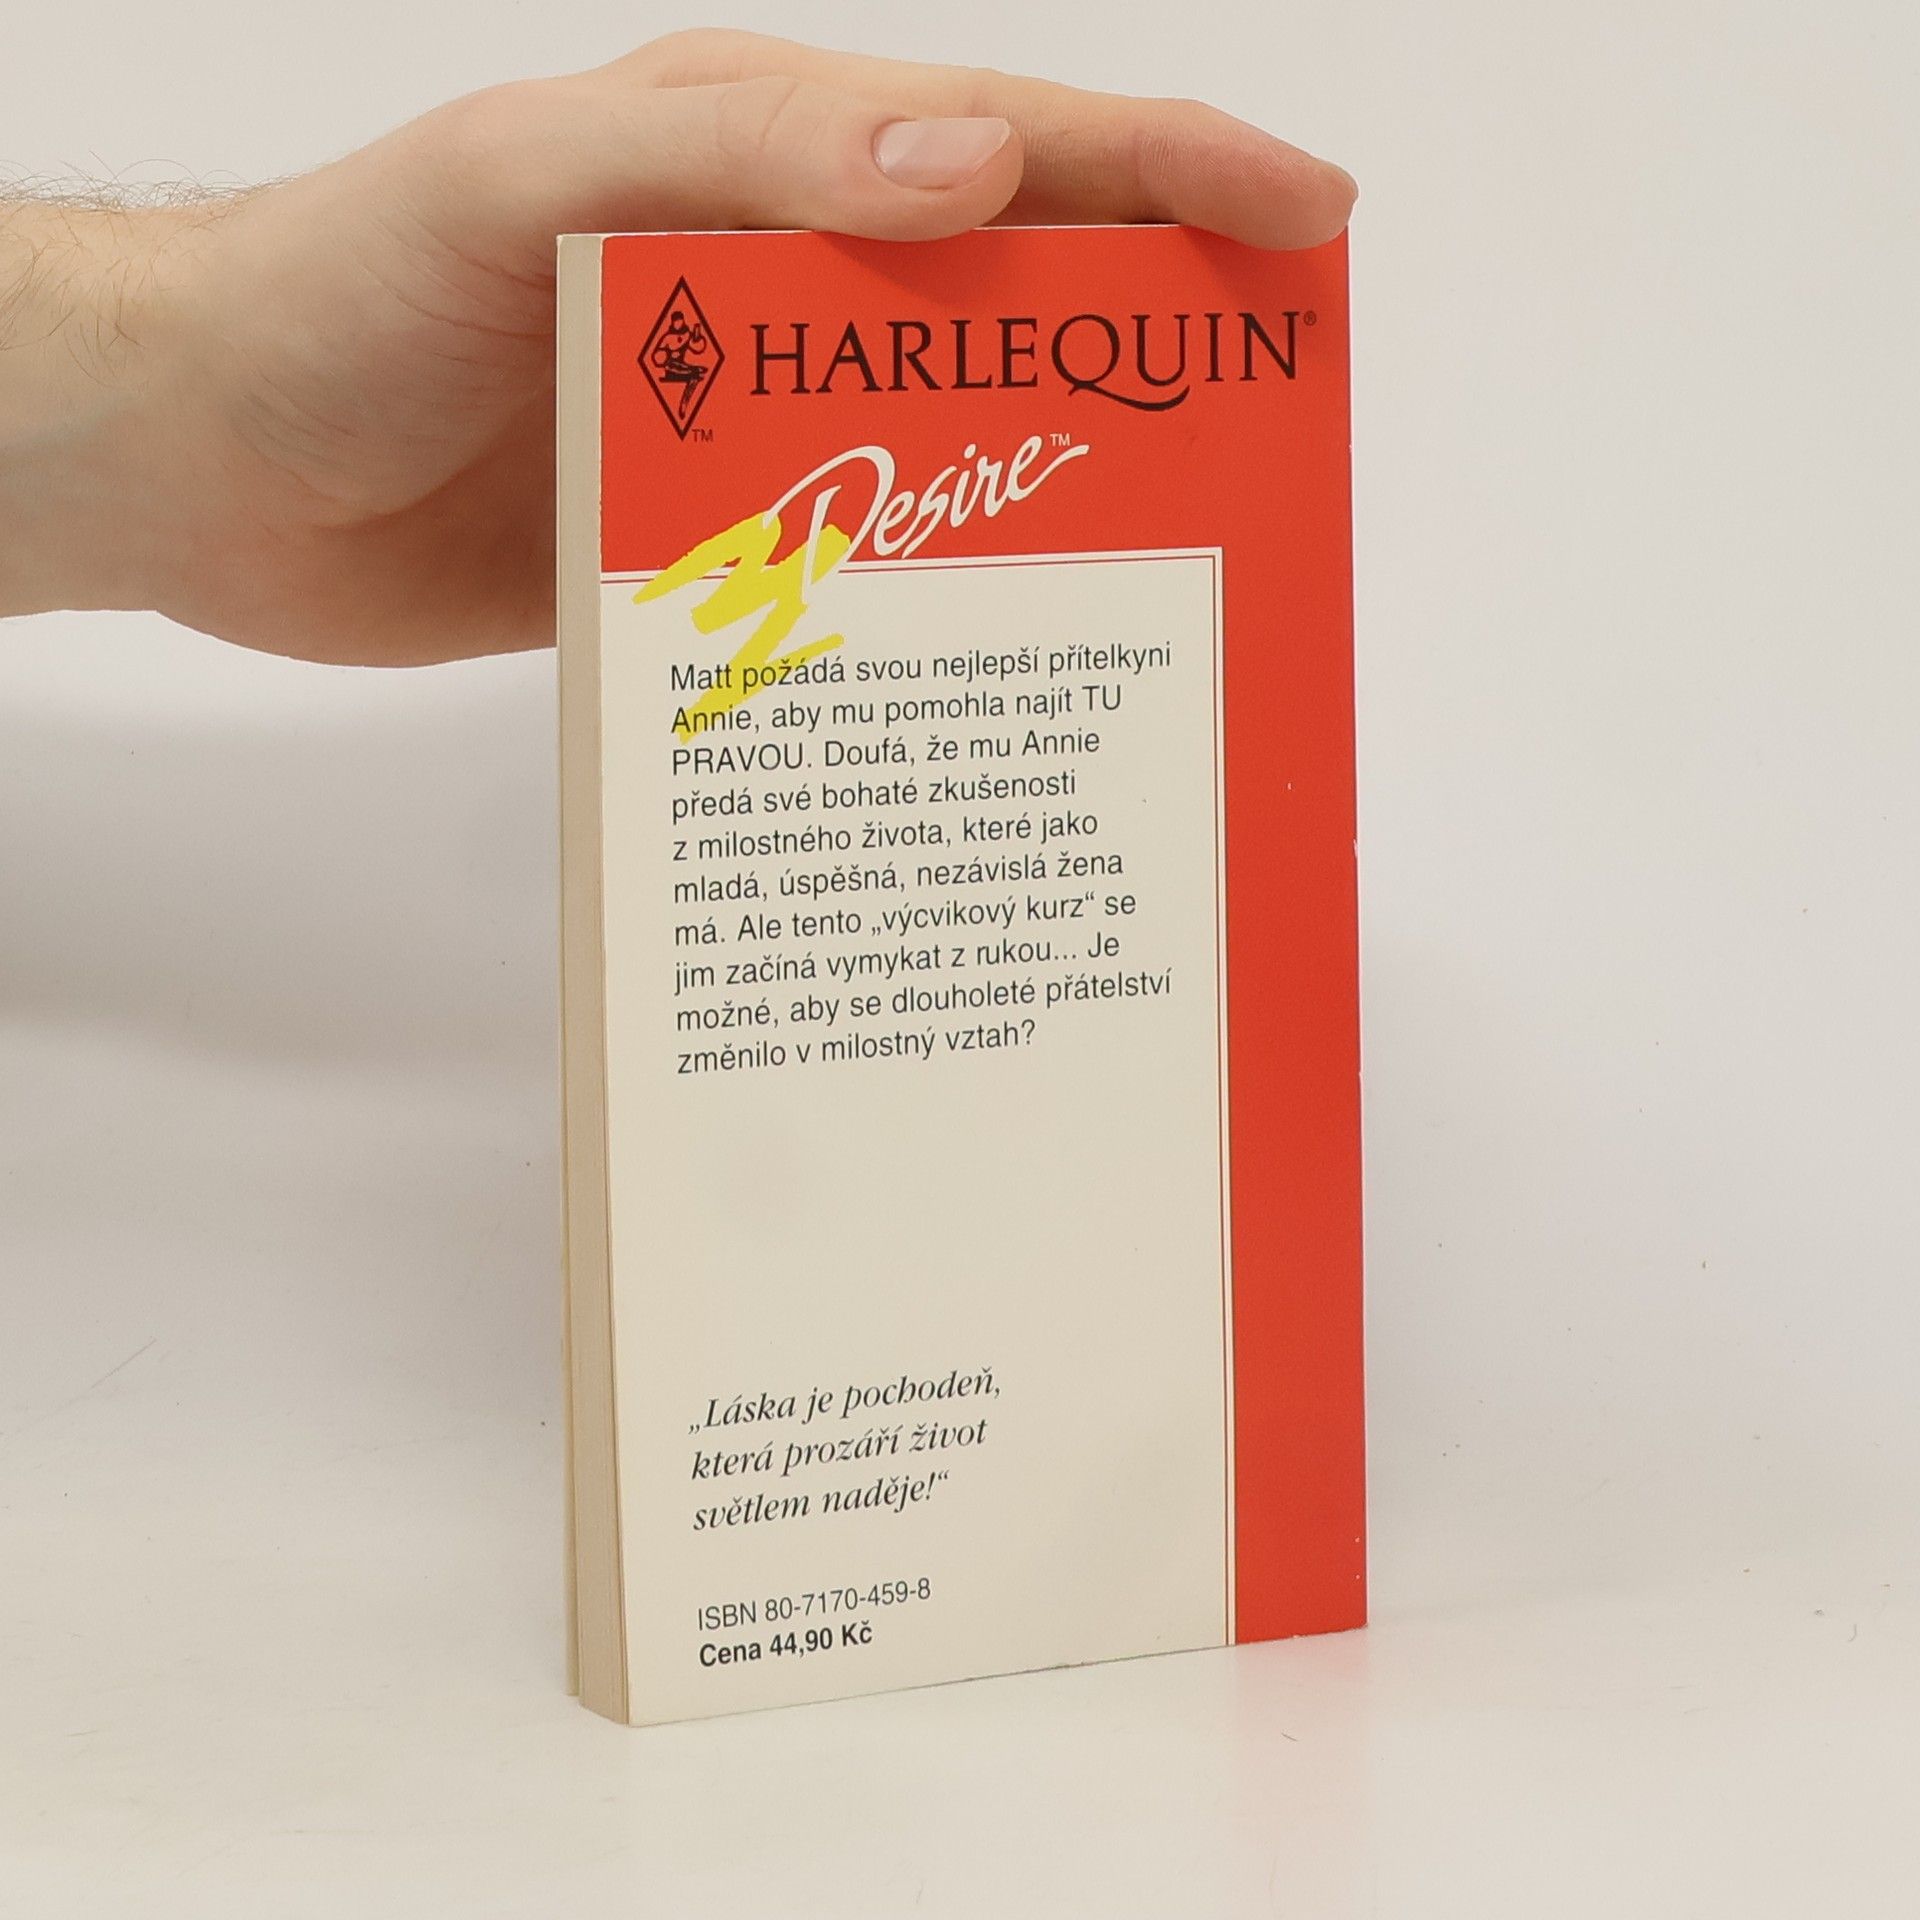 HARLEQUIN®
TM
Desire™
Matt požádá svou nejlepší přítelkyni
Annie, aby mu pomohla najít TU
PRAVOU. Doufá, že mu Annie
předá své bohaté zkušenosti
z milostného života, které jako
mladá, úspěšná, nezávislá žena
má. Ale tento „výcvikový kurz“ se
jim začíná vymykat z rukou... Je
možné, aby se dlouholeté přátelství
změnilo v milostný vztah?
„Láska je pochodeň,
která prozáří život
světlem naděje!“
ISBN 80-7170-459-8
Cena 44,90 Kč